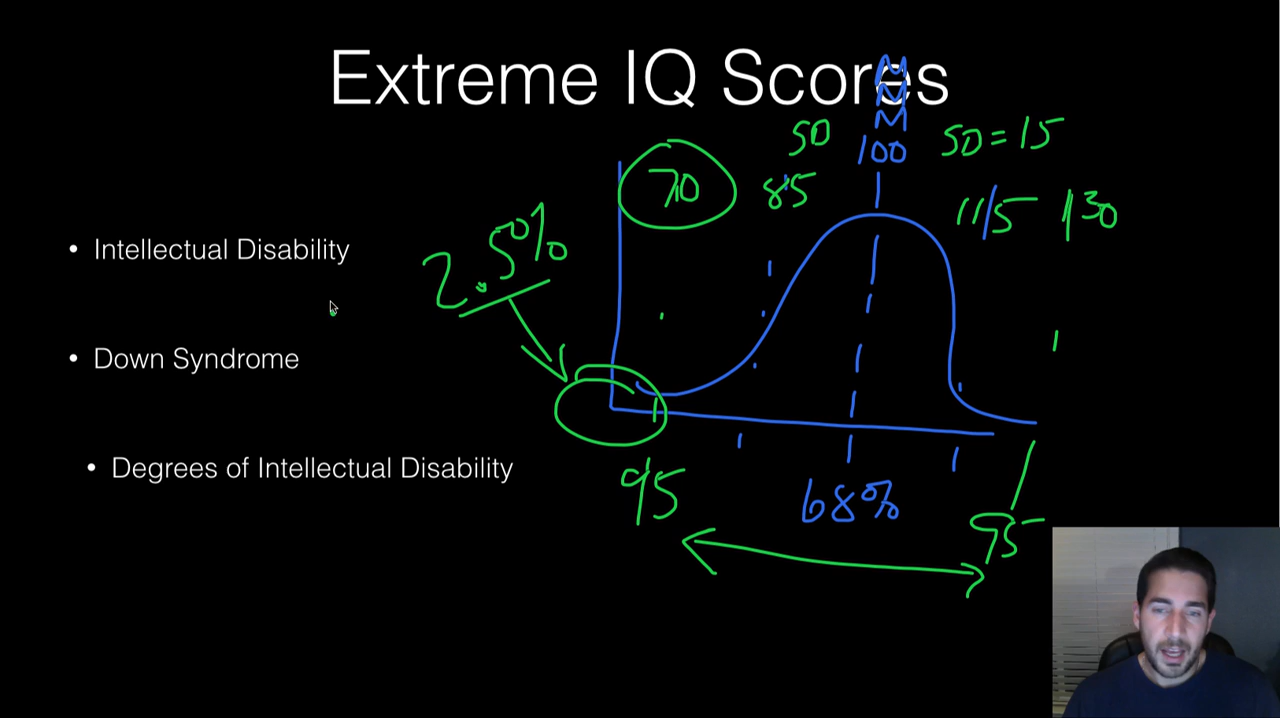 Extreme IQ Scores
M
M
M
SD 100 SD = 15
70 85 115 130
2.5%
• Intellectual Disability
• Down Syndrome
• Degrees of Intellectual Disability
95 68% 95